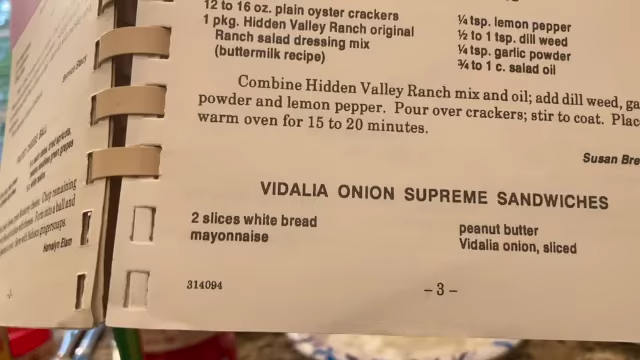 12 to 16 oz. plain oyster crackers
1 pkg. Hidden Valley Ranch original
Ranch salad dressing mix
(buttermilk recipe)
¼ tsp. lemon pepper
½ to 1 tsp. dill weed
¼ tsp. garlic powder
¾ to 1 c. salad oil
Combine Hidden Valley Ranch mix and oil; add dill weed, ga
powder and lemon pepper. Pour over crackers; stir to coat. Plac
warm oven for 15 to 20 minutes.
Susan Bre
VIDALIA ONION SUPREME SANDWICHES
2 slices white bread
mayonnaise
peanut butter
Vidalia onion, sliced
314094
– 3 –